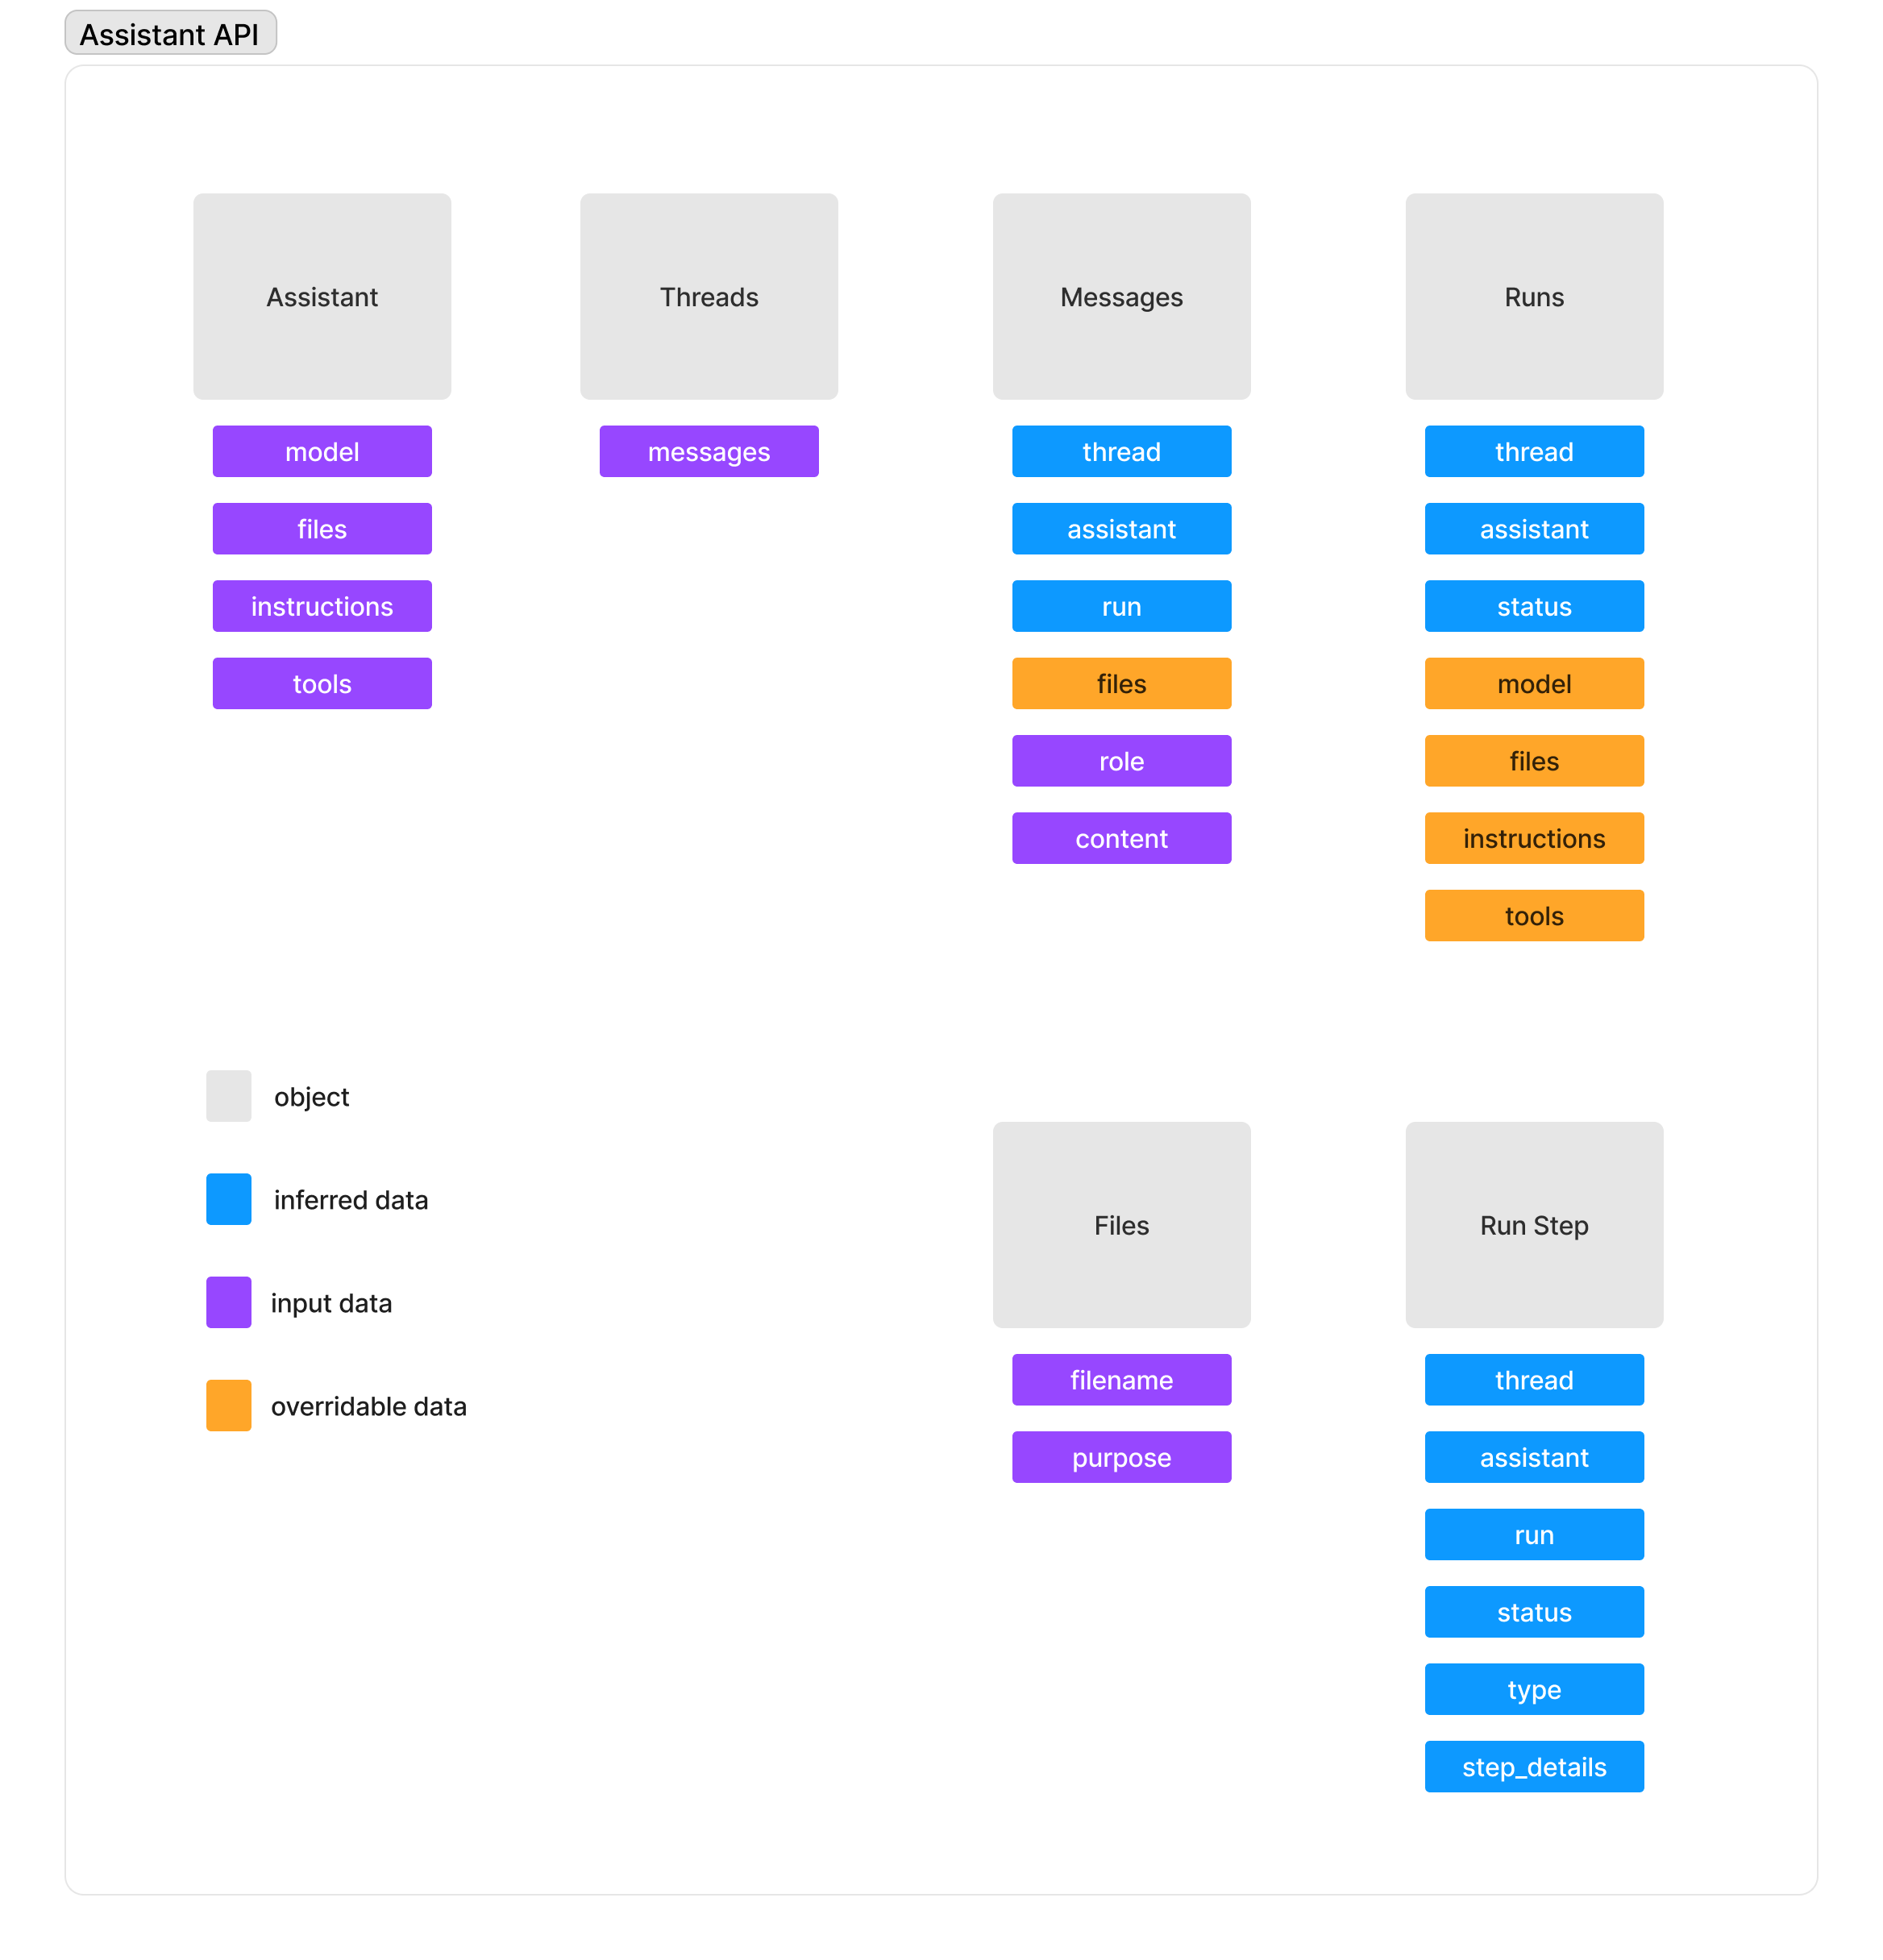 Assistant API
Assistant
model
files
instructions
tools
Threads
messages
Messages
thread
assistant
run
files
role
content
Runs
thread
assistant
status
model
files
instructions
tools
object
inferred data
input data
overridable data
Files
filename
purpose
Run Step
thread
assistant
run
status
type
step_details